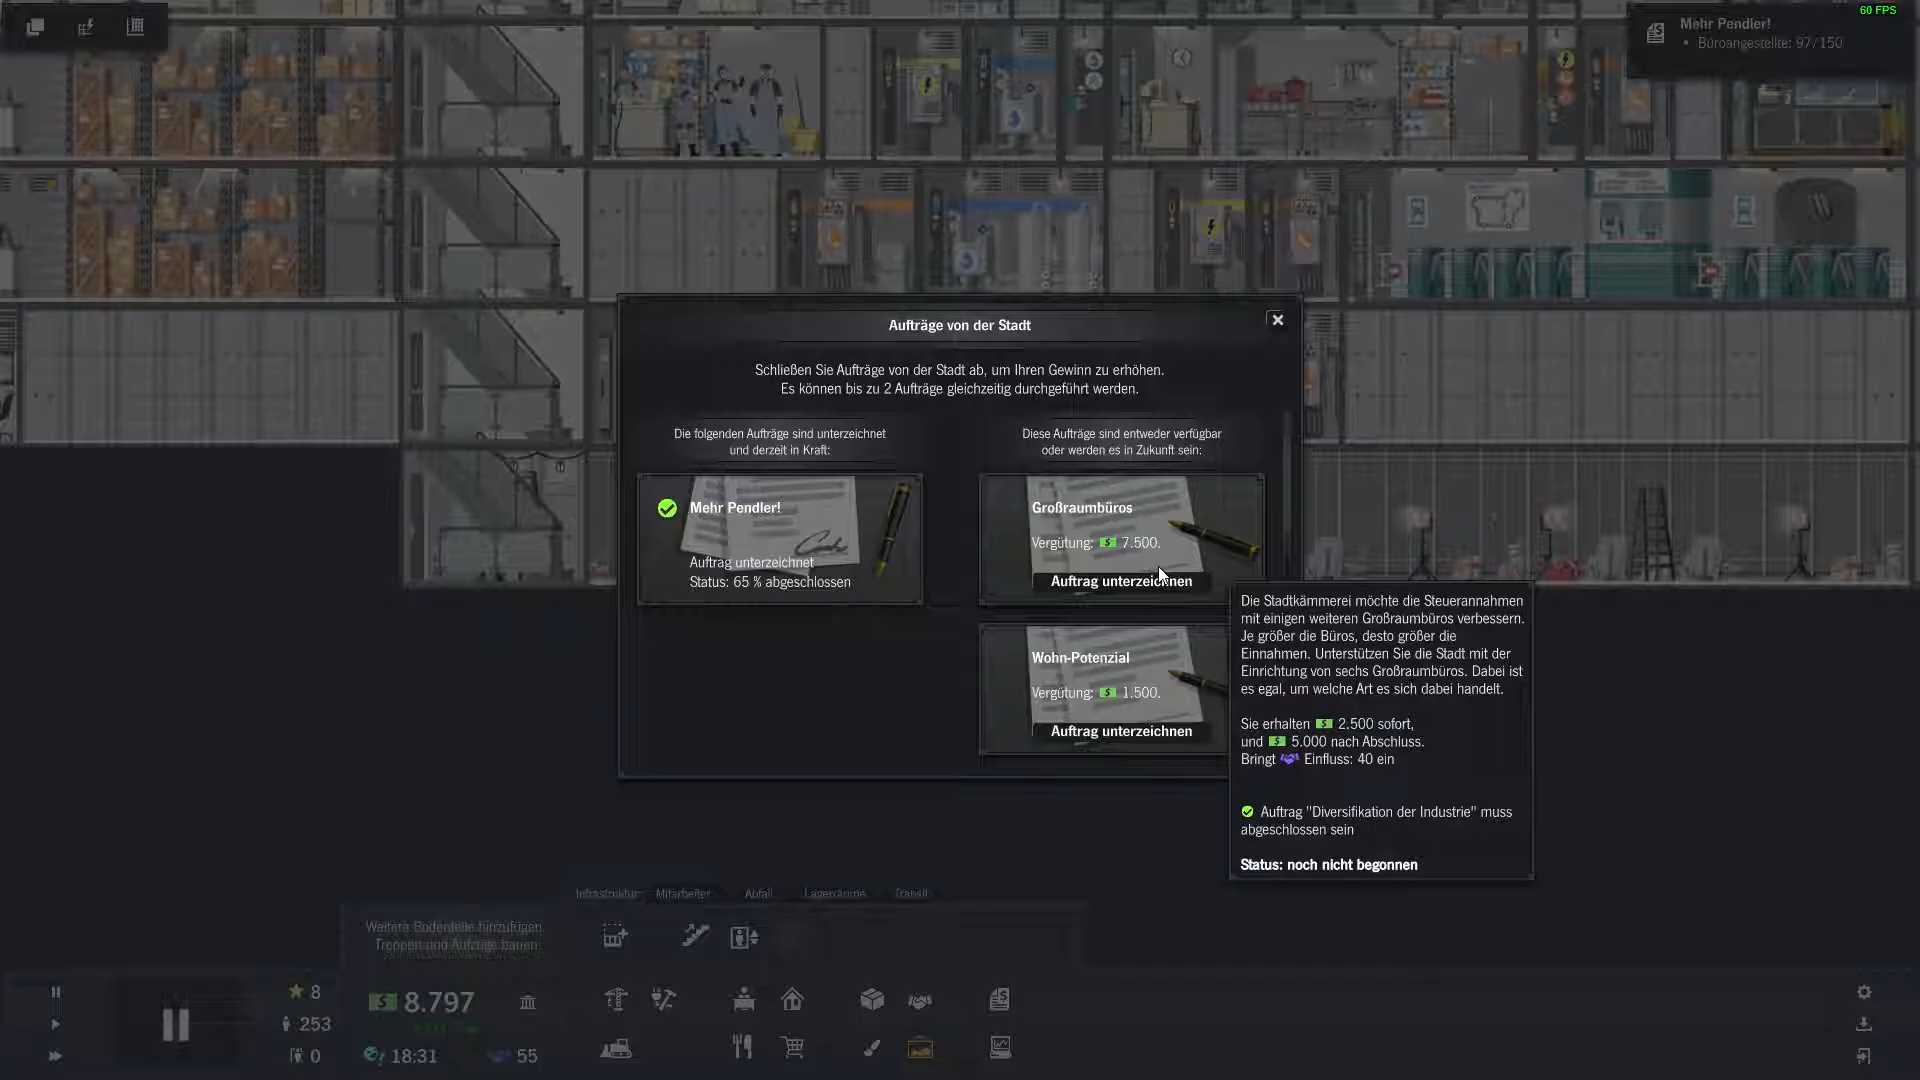 60 FPS
Mehr Pendler!
• Büroangestellte: 97/150
Aufträge von der Stadt
Schließen Sie Aufträge von der Stadt ab, um Ihren Gewinn zu erhöhen.
Es können bis zu 2 Aufträge gleichzeitig durchgeführt werden.
Die folgenden Aufträge sind unterzeichnet
und derzeit in Kraft:
Diese Aufträge sind entweder verfügbar
oder werden es in Zukunft sein:
Mehr Pendler!
Auftrag unterzeichnet
Status: 65 % abgeschlossen
Großraumbüros
Vergütung: 7.500.
Auftrag unterzeichnen
Wohn-Potenzial
Vergütung: 1.500.
Auftrag unterzeichnen
Die Stadtkämmerei möchte die Steuerannahmen
mit einigen weiteren Großraumbüros verbessern.
Je größer die Büros, desto größer die
Einnahmen. Unterstützen Sie die Stadt mit der
Einrichtung von sechs Großraumbüros. Dabei ist
es egal, um welche Art es sich dabei handelt.
Sie erhalten 2.500 sofort,
und 5.000 nach Abschluss.
Bringt Einfluss: 40 ein
Auftrag "Diversifikation der Industrie" muss
abgeschlossen sein
Status: noch nicht begonnen
Infrastruktur Mitarbeiter Abfall Lagerräume Transit
Weitere Bodenteile hinzufügen.
Treppen und Aufzüge bauen.
8
8.797
253
0
18:31
55